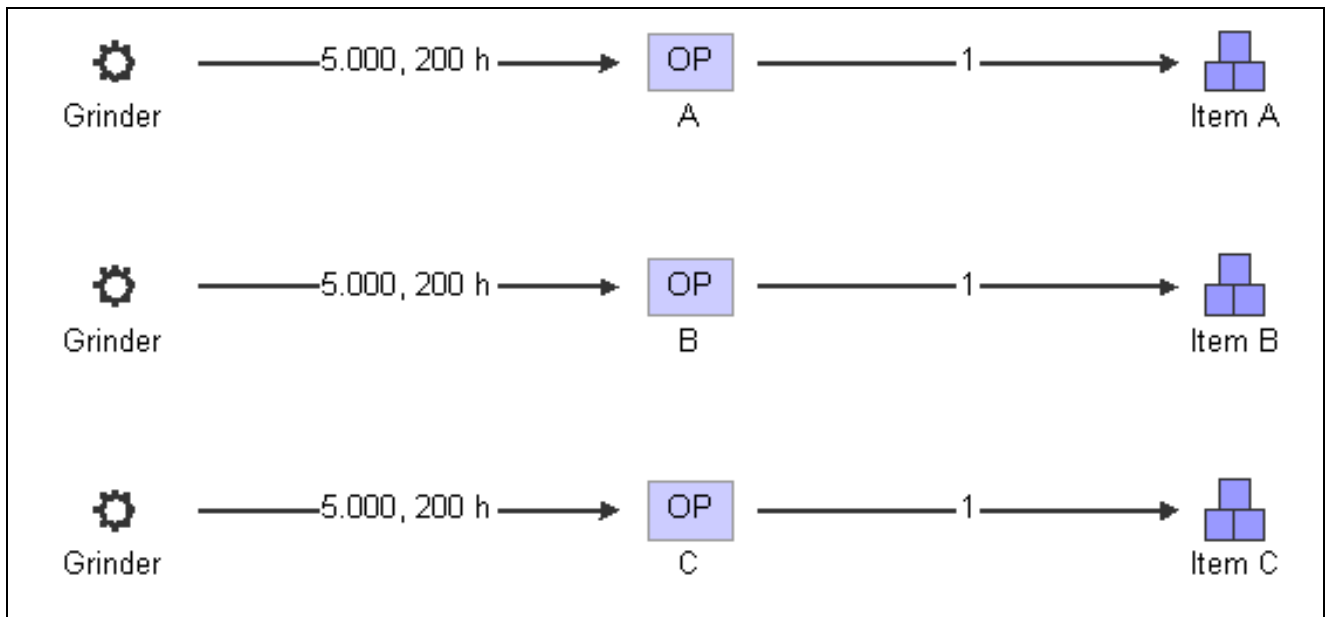 5.000, 200 h OP 1
Grinder A Item A
5.000, 200 h OP 1
Grinder B Item B
5.000, 200 h OP 1
Grinder C Item C